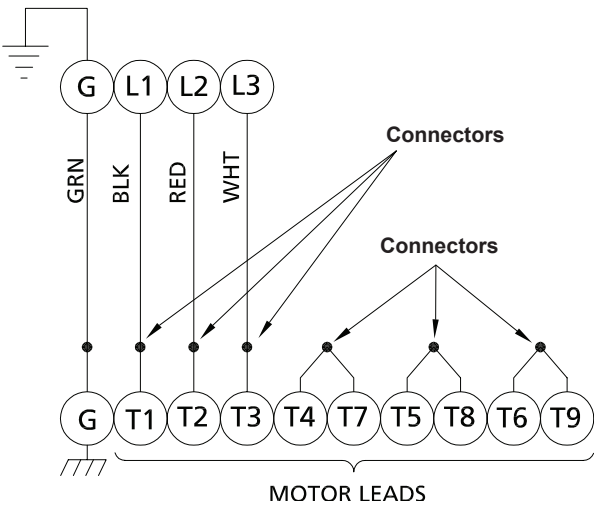 G L1 L2 L3
Connectors
GRN BLK RED WHT
Connectors
G T1 T2 T3 T4 T7 T5 T8 T6 T9
MOTOR LEADS